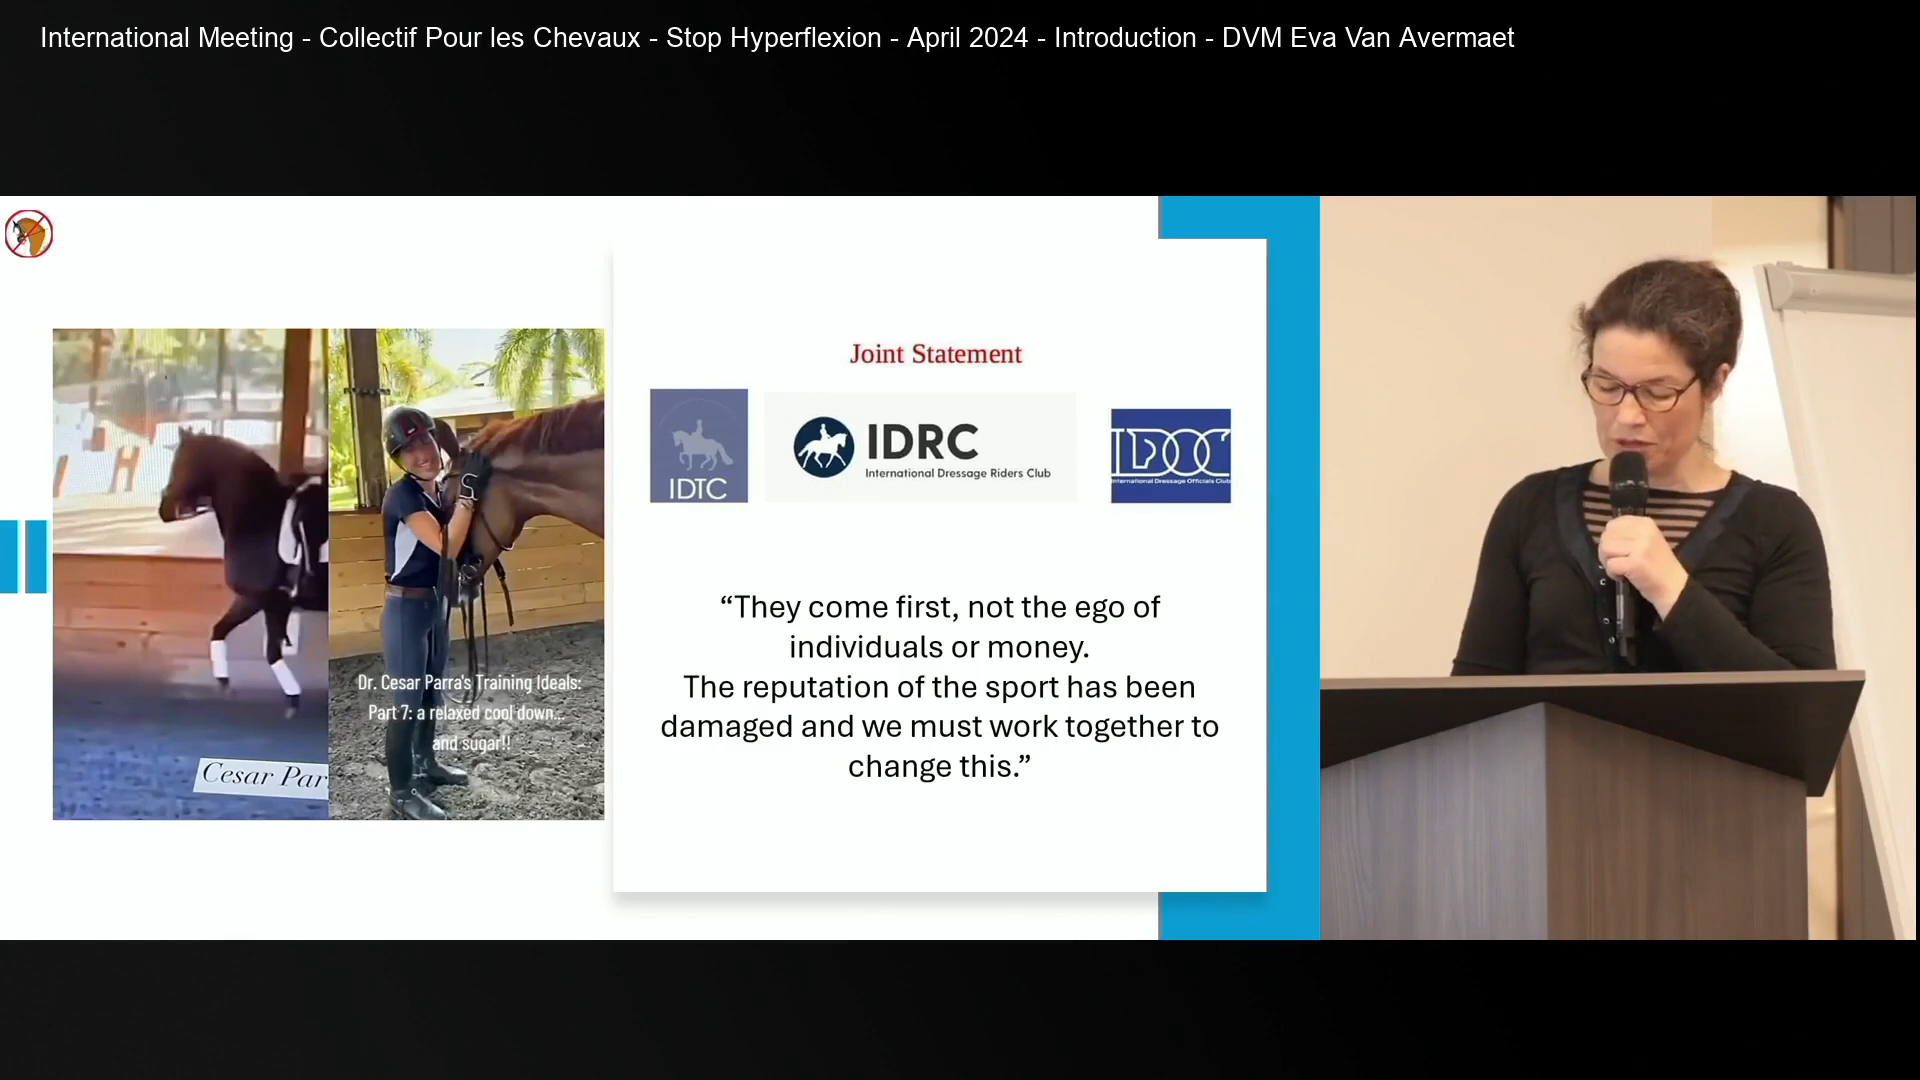 International Meeting - Collectif Pour les Chevaux - Stop Hyperflexion - April 2024 - Introduction - DVM Eva Van Avermaet
Joint Statement
IDTC
IDRC
International Dressage Riders Club
IDOC
International Dressage Officials Club
“They come first, not the ego of
individuals or money.
The reputation of the sport has been
damaged and we must work together to
change this.”
Dr. Cesar Parra's Training Ideals:
Part 7: a relaxed cool down...
and sugar!!
Cesar Par